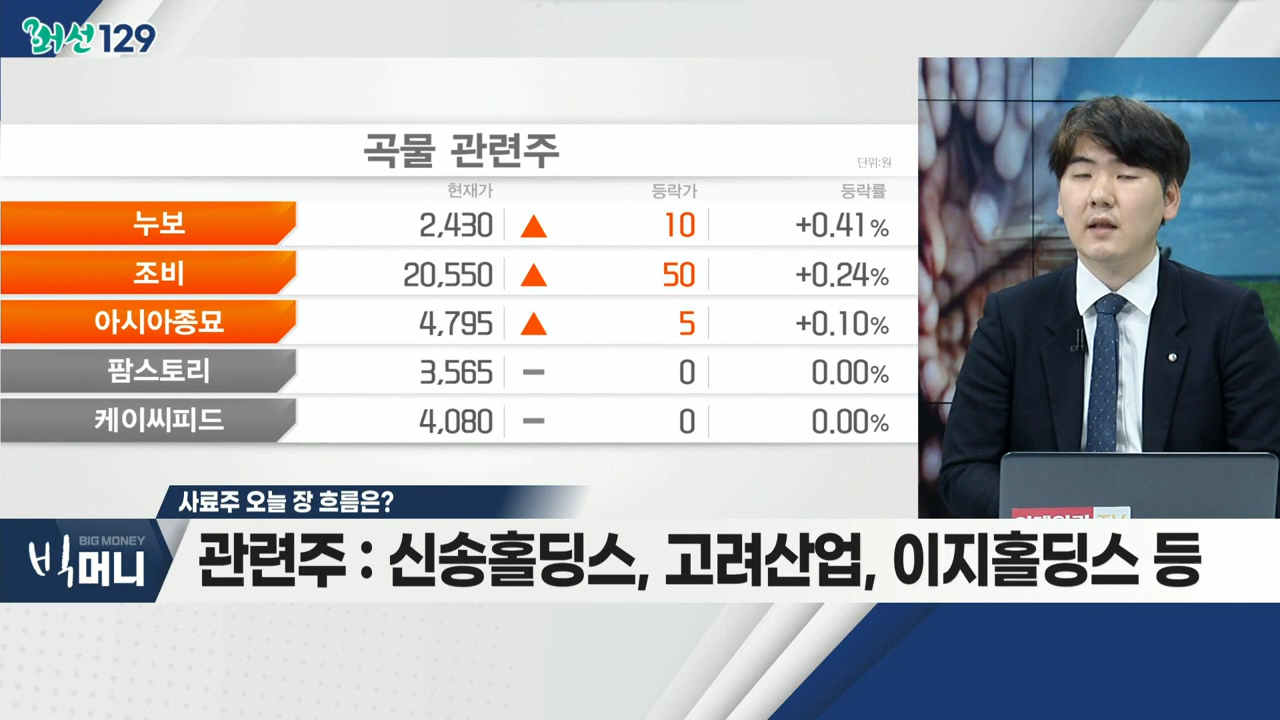 머선129
곡물 관련주
단위:원
현재가 등락가 등락률
누보 2,430 ▲ 10 +0.41%
조비 20,550 ▲ 50 +0.24%
아시아종묘 4,795 ▲ 5 +0.10%
팜스토리 3,565 － 0 0.00%
케이씨피드 4,080 － 0 0.00%
사료주 오늘 장 흐름은?
BIG MONEY
빅머니
관련주 : 신송홀딩스, 고려산업, 이지홀딩스 등